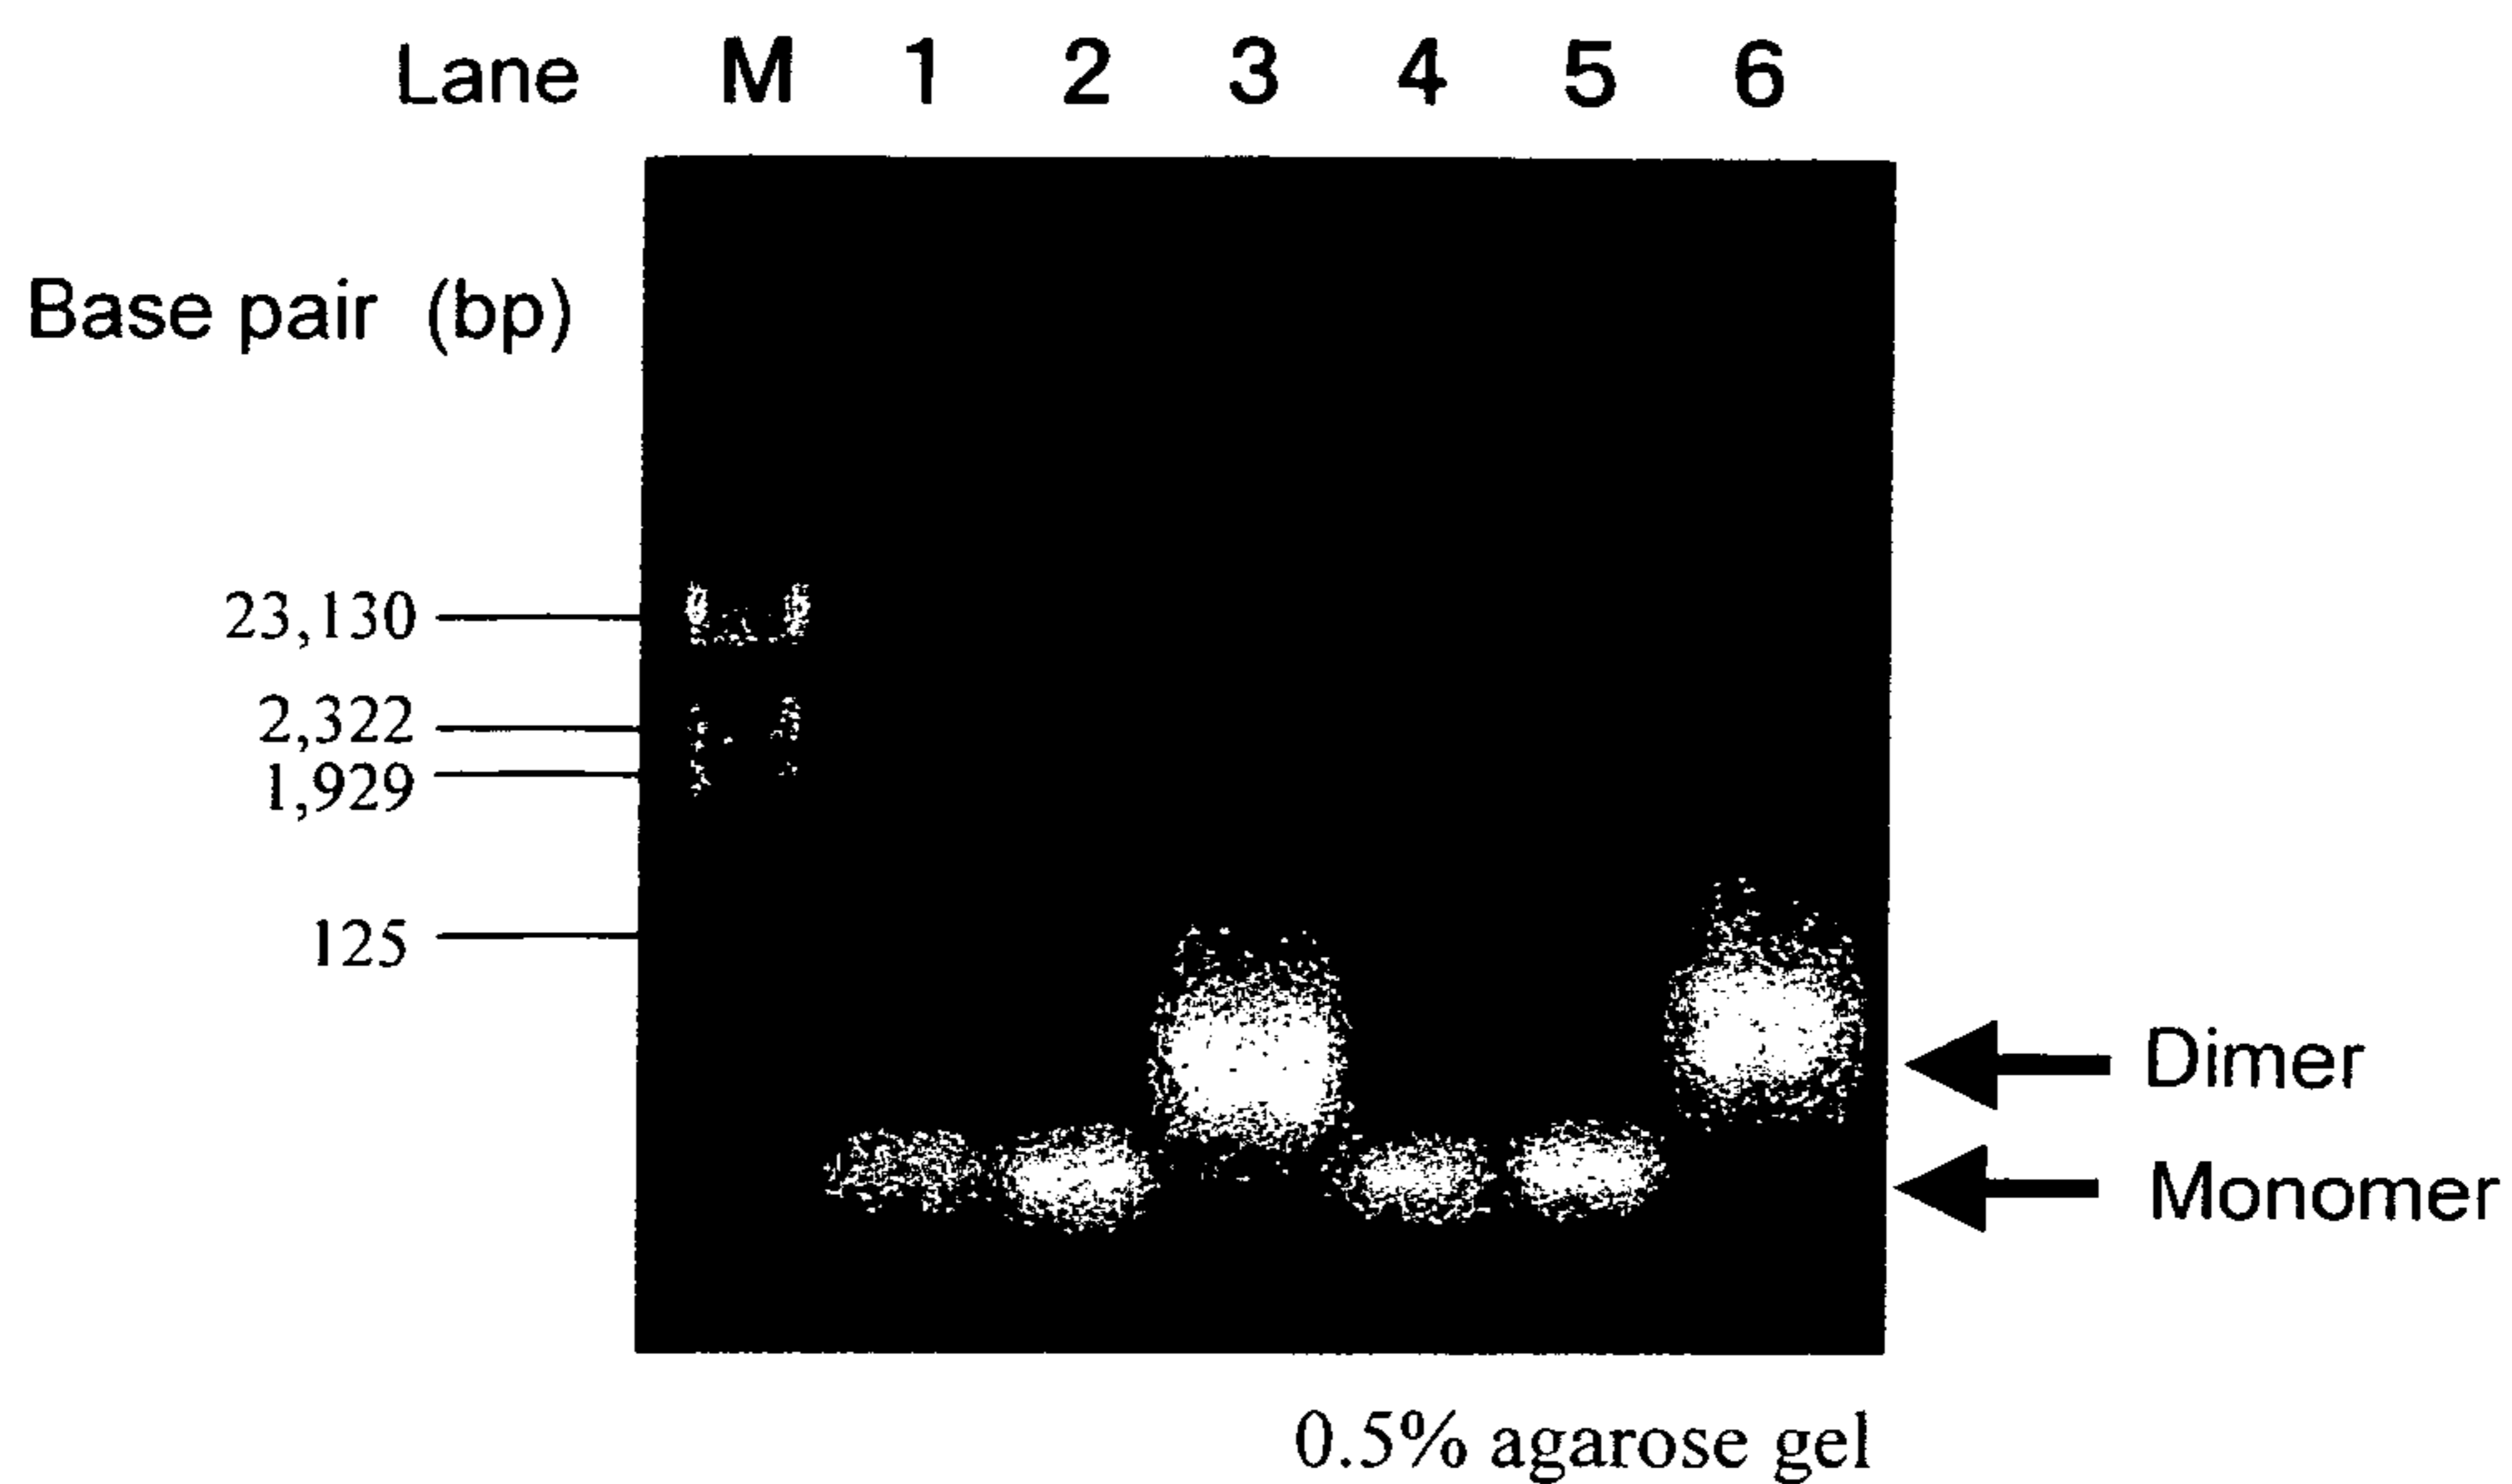 Lane M 1 2 3 4 5 6
Base pair (bp)
23,130
2,322
1,929
125
Dimer
Monomer
0.5% agarose gel